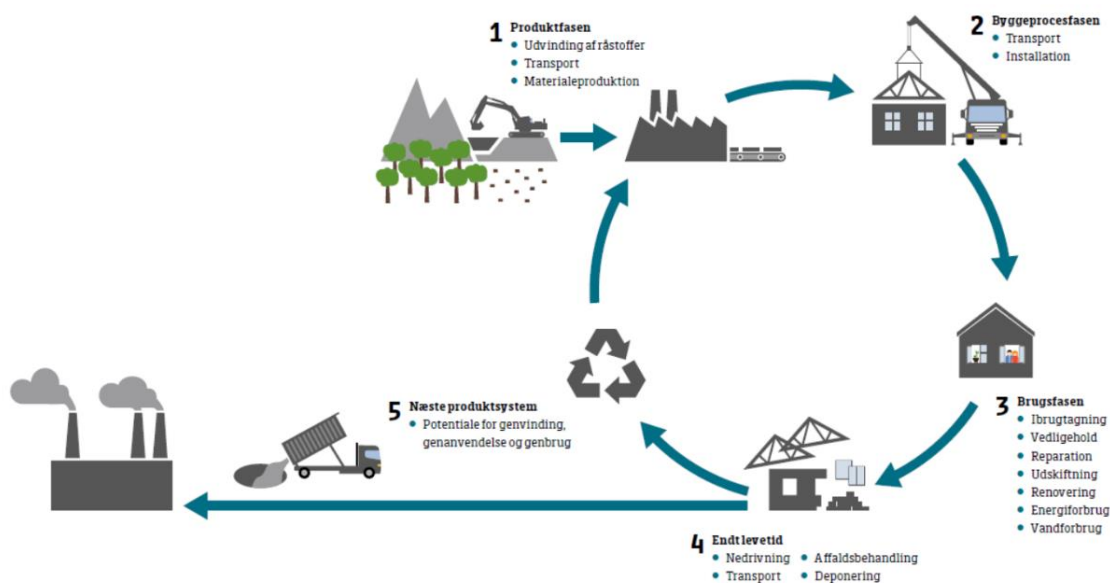 1 Produktfasen
• Udvinding af råstoffer
• Transport
• Materialeproduktion
2 Byggeprocesfasen
• Transport
• Installation
3 Brugsfasen
• Ibrugtagning
• Vedligehold
• Reparation
• Udskiftning
• Renovering
• Energiforbrug
• Vandforbrug
4 Endt levetid
• Nedrivning • Affaldsbehandling
• Transport • Deponering
5 Næste produktsystem
• Potentiale for genvinding,
genanvendelse og genbrug